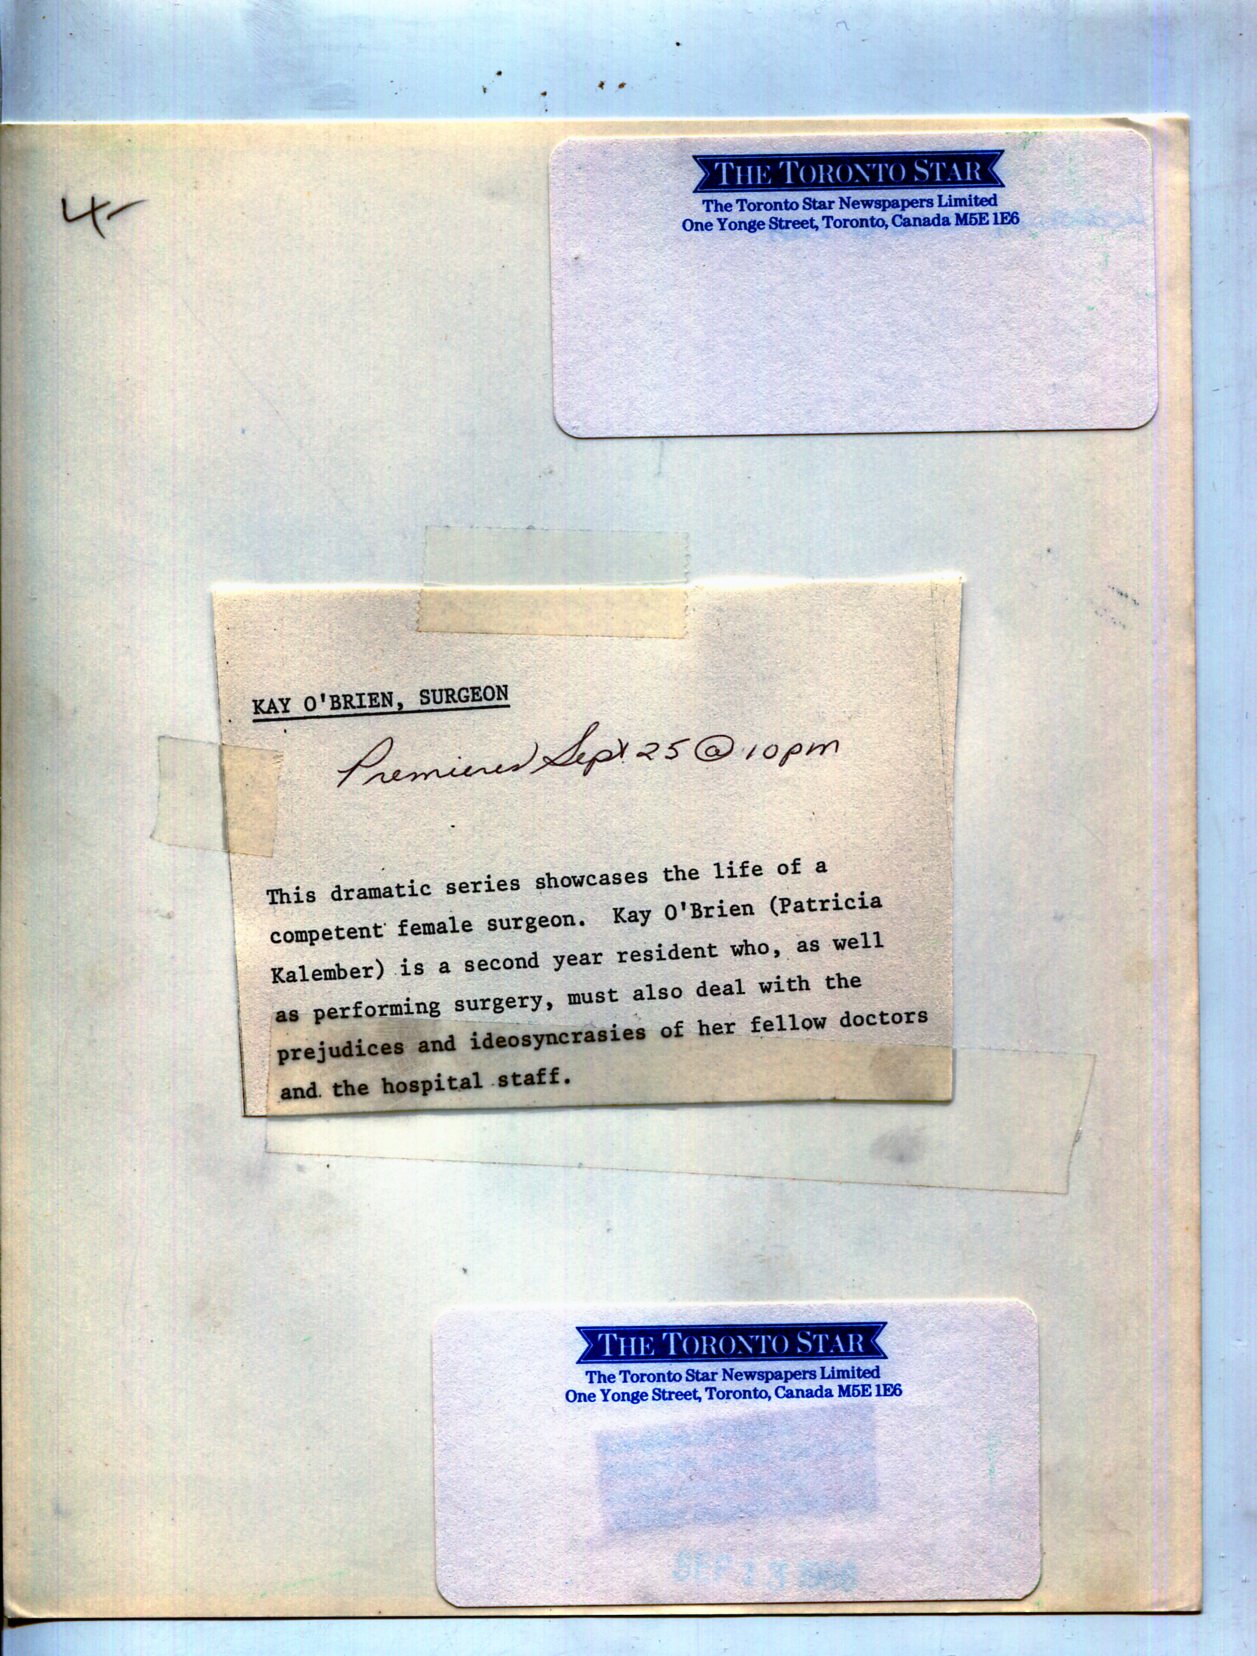 4-
THE TORONTO STAR
The Toronto Star Newspapers Limited
One Yonge Street, Toronto, Canada M5E 1E6
KAY O'BRIEN, SURGEON
Premieres Sept 25 @ 10pm
This dramatic series showcases the life of a
competent female surgeon. Kay O'Brien (Patricia
Kalember) is a second year resident who, as well
as performing surgery, must also deal with the
prejudices and ideosyncrasies of her fellow doctors
and the hospital staff.
THE TORONTO STAR
The Toronto Star Newspapers Limited
One Yonge Street, Toronto, Canada M5E 1E6
SEP 13